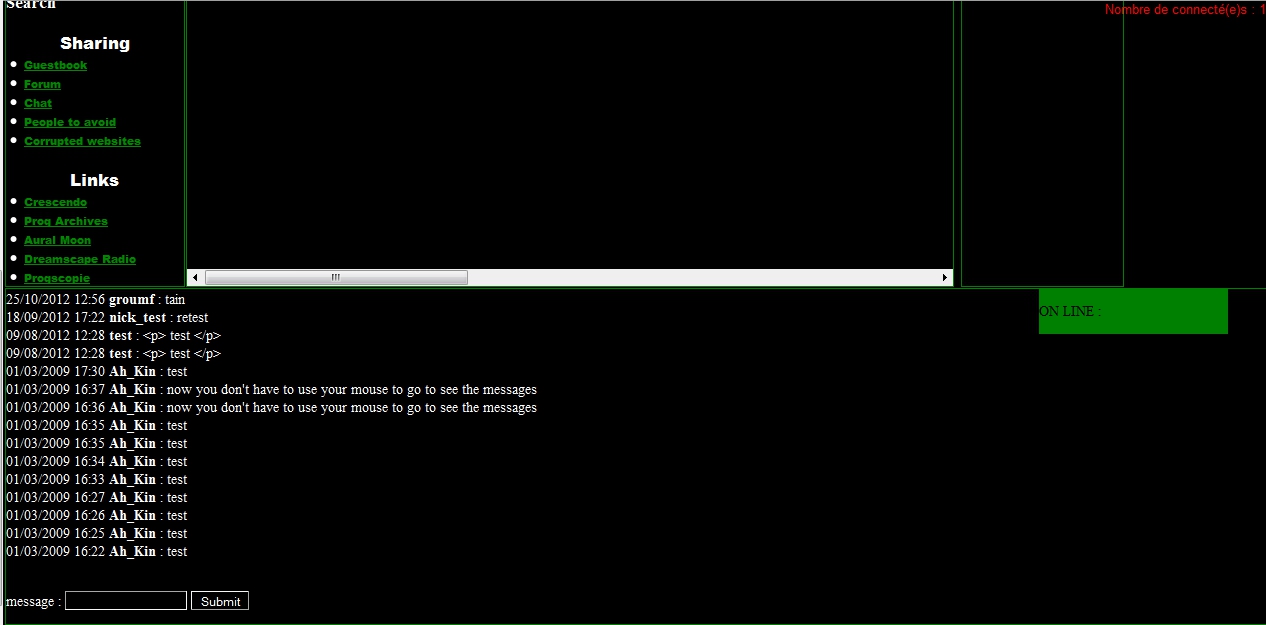 Search
Nombre de connecté(e)s : 1
Sharing
Guestbook
Forum
Chat
People to avoid
Corrupted websites
Links
Crescendo
Prog Archives
Aural Moon
Dreamscape Radio
Progscopie
25/10/2012 12:56 groumf : tain
ON LINE :
18/09/2012 17:22 nick_test : retest
09/08/2012 12:28 test : <p> test </p>
09/08/2012 12:28 test : <p> test </p>
01/03/2009 17:30 Ah_Kin : test
01/03/2009 16:37 Ah_Kin : now you don't have to use your mouse to go to see the messages
01/03/2009 16:36 Ah_Kin : now you don't have to use your mouse to go to see the messages
01/03/2009 16:35 Ah_Kin : test
01/03/2009 16:35 Ah_Kin : test
01/03/2009 16:34 Ah_Kin : test
01/03/2009 16:33 Ah_Kin : test
01/03/2009 16:27 Ah_Kin : test
01/03/2009 16:26 Ah_Kin : test
01/03/2009 16:25 Ah_Kin : test
01/03/2009 16:22 Ah_Kin : test
message : Submit